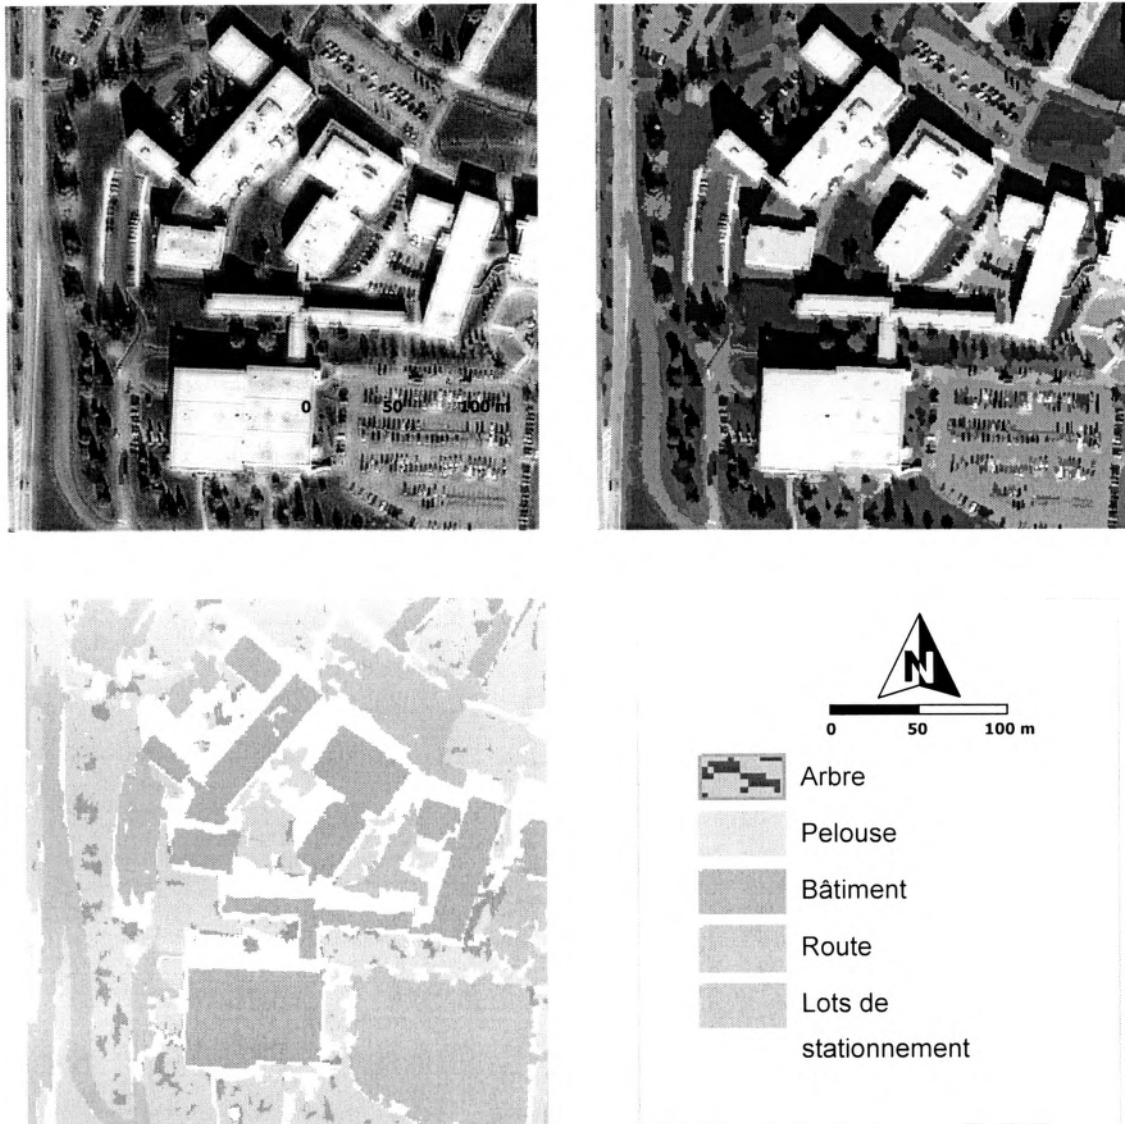 0 50 100 m
N
0 50 100 m
Arbre
Pelouse
Bâtiment
Route
Lots de
stationnement